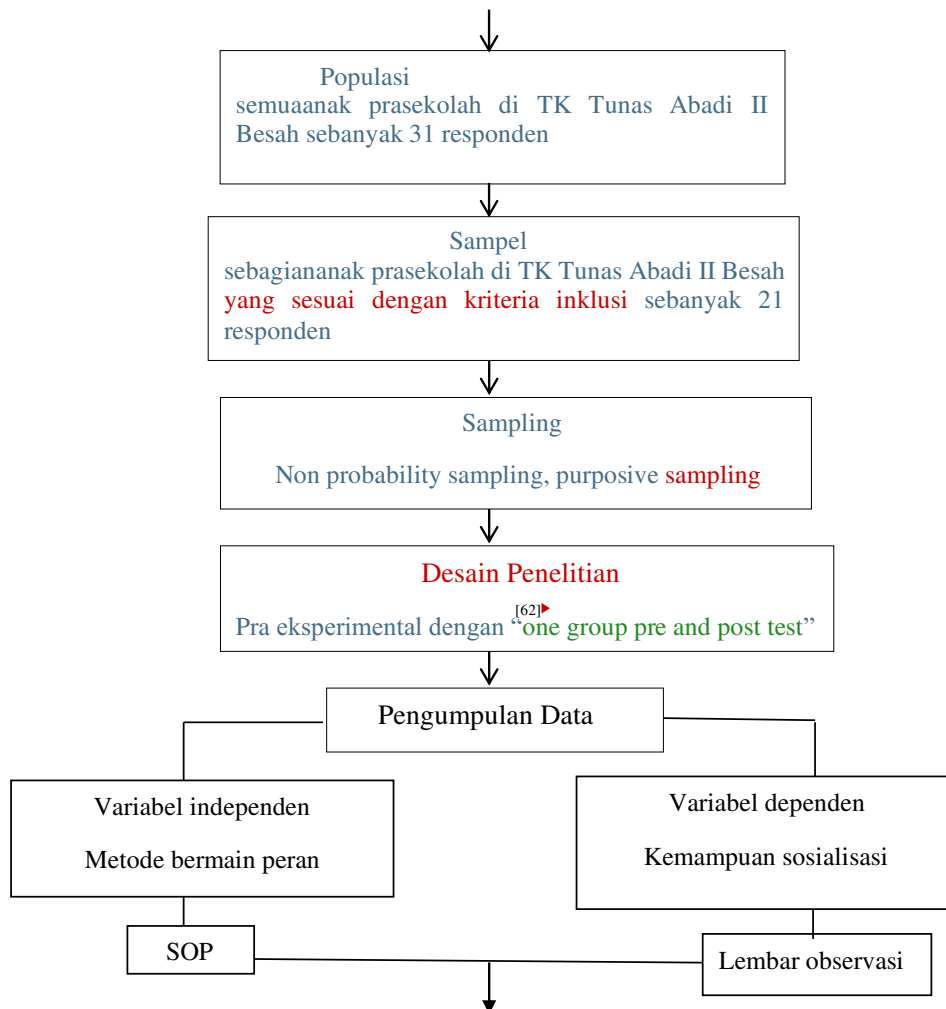 Populasi
semuaanak prasekolah di TK Tunas Abadi II
Besah sebanyak 31 responden
Sampel
sebagiananak prasekolah di TK Tunas Abadi II Besah
yang sesuai dengan kriteria inklusi sebanyak 21
responden
Sampling
Non probability sampling, purposive sampling
Desain Penelitian
[62]
Pra eksperimental dengan “one group pre and post test”
Pengumpulan Data
Variabel independen
Metode bermain peran
Variabel dependen
Kemampuan sosialisasi
SOP
Lembar observasi